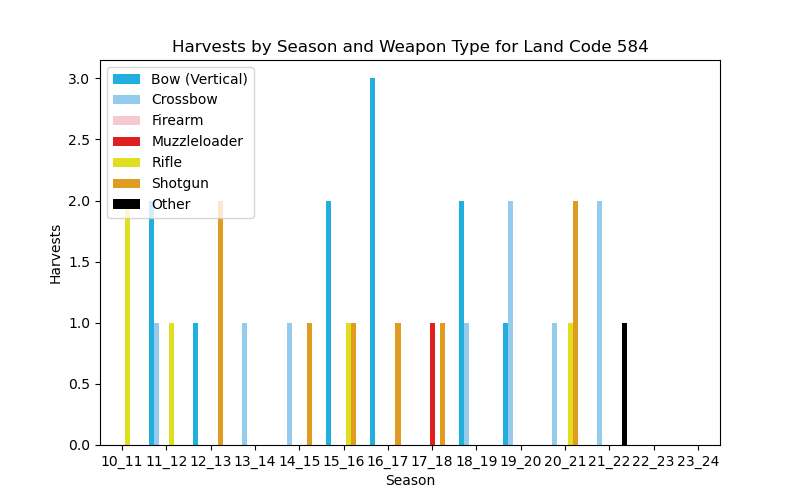 Harvests by Season and Weapon Type for Land Code 584
3.0
2.5
2.0
1.5
1.0
0.5
0.0
Harvests
Bow (Vertical)
Crossbow
Firearm
Muzzleloader
Rifle
Shotgun
Other
10_11 11_12 12_13 13_14 14_15 15_16 16_17 17_18 18_19 19_20 20_21 21_22 22_23 23_24
Season